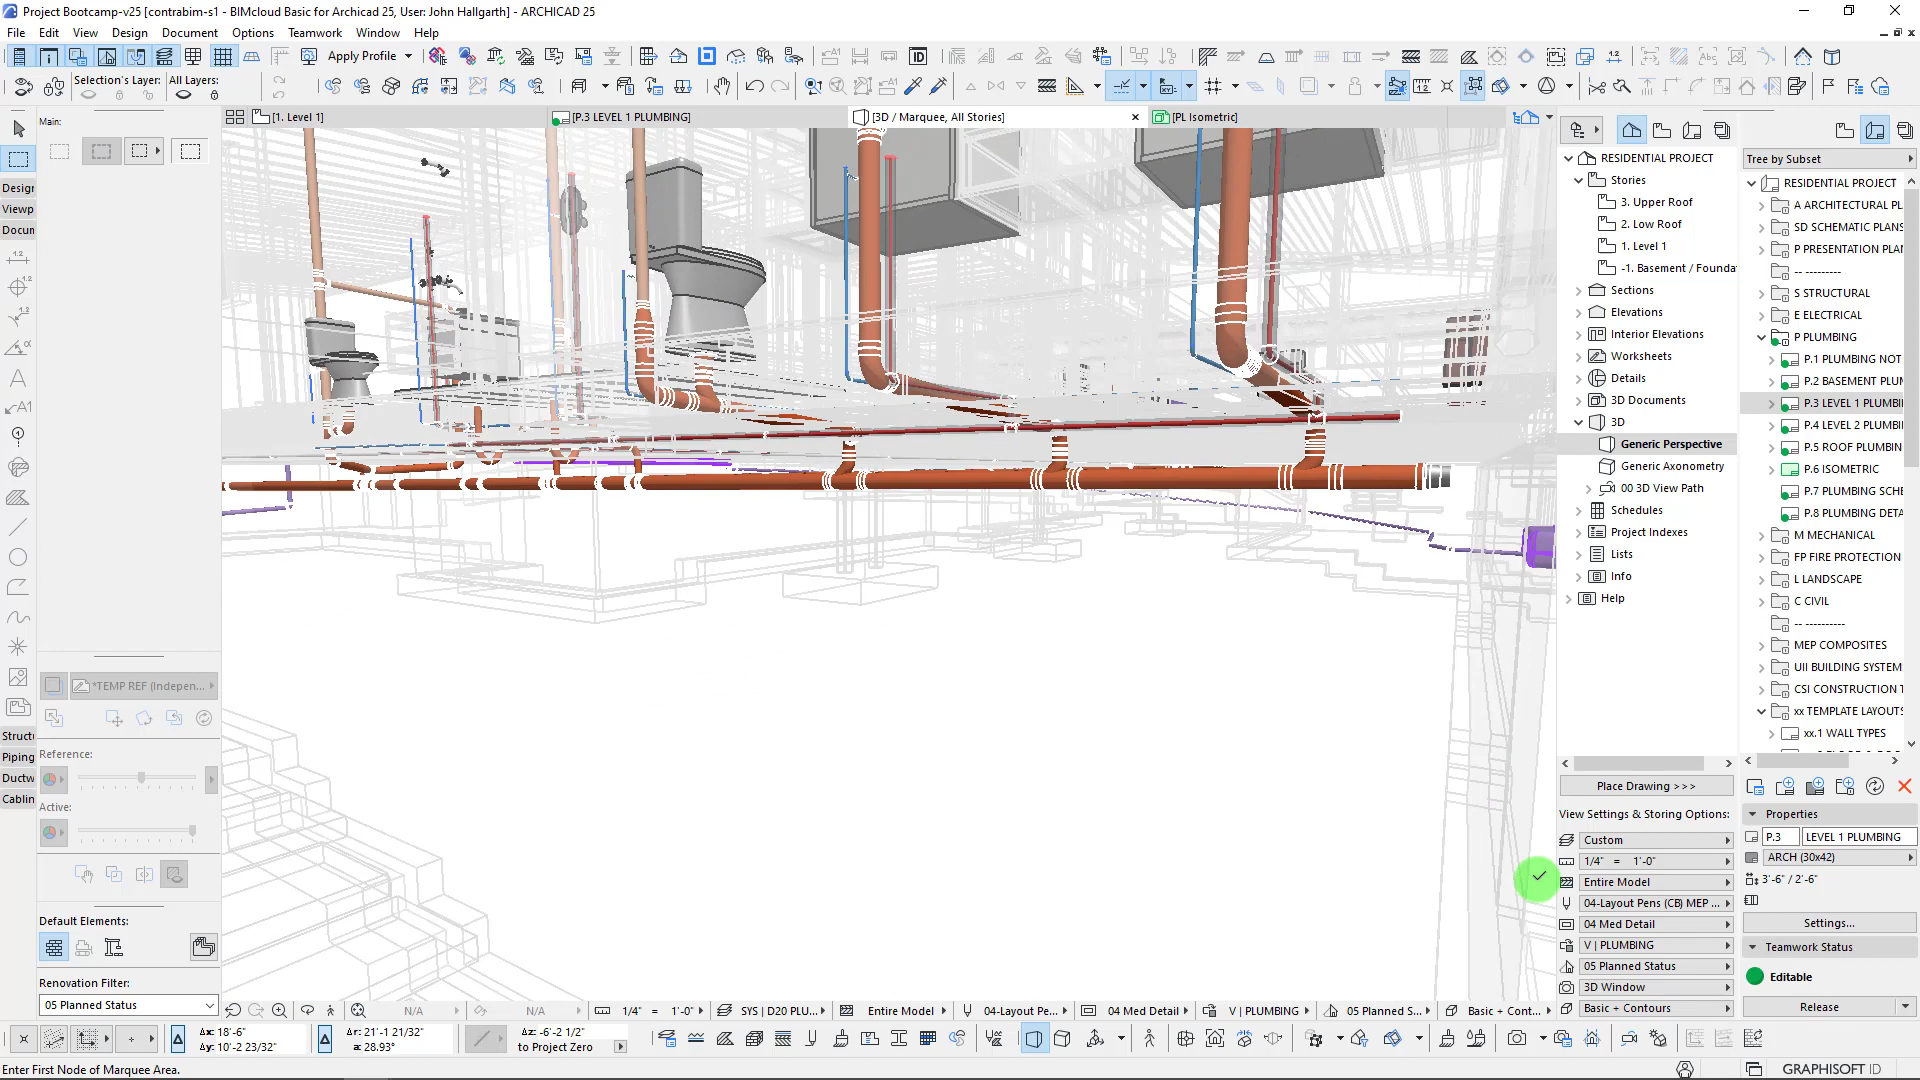 Project Bootcamp-v25 [contrabim-s1 - BIMcloud Basic for Archicad 25, User: John Hallgarth] - ARCHICAD 25
File Edit View Design Document Options Teamwork Window Help
Apply Profile
Selection's Layer: All Layers:
Main:
[1. Level 1]
[P.3 LEVEL 1 PLUMBING]
[3D / Marquee, All Stories]
[PL Isometric]
Desigr
Viewp
Docun
Struct
Piping
Ductw
Cablin
*TEMP REF (Indepen...
Reference:
Active:
Default Elements:
Renovation Filter:
05 Planned Status
RESIDENTIAL PROJECT
Stories
3. Upper Roof
2. Low Roof
1. Level 1
-1. Basement / Founda
Sections
Elevations
Interior Elevations
Worksheets
Details
3D Documents
3D
Generic Perspective
Generic Axonometry
00 3D View Path
Schedules
Project Indexes
Lists
Info
Help
Place Drawing >>>
View Settings & Storing Options:
Custom
1/4" = 1'-0"
Entire Model
04-Layout Pens (CB) MEP ...
04 Med Detail
V | PLUMBING
05 Planned Status
3D Window
Basic + Contours
Tree by Subset
RESIDENTIAL PROJECT
A ARCHITECTURAL PL
SD SCHEMATIC PLANS
P PRESENTATION PLAN
-- ---------
S STRUCTURAL
E ELECTRICAL
P PLUMBING
P.1 PLUMBING NOT
P.2 BASEMENT PLUM
P.3 LEVEL 1 PLUMBI
P.4 LEVEL 2 PLUMBI
P.5 ROOF PLUMBIN
P.6 ISOMETRIC
P.7 PLUMBING SCHE
P.8 PLUMBING DETA
M MECHANICAL
FP FIRE PROTECTION
L LANDSCAPE
C CIVIL
-- ----------
MEP COMPOSITES
UII BUILDING SYSTEM
CSI CONSTRUCTION T
xx TEMPLATE LAYOUTS
xx.1 WALL TYPES
Properties
P.3 LEVEL 1 PLUMBING
ARCH (30x42)
3'-6" / 2'-6"
Settings...
Teamwork Status
Editable
Release
N/A N/A 1/4" = 1'-0" SYS | D20 PLU... Entire Model 04-Layout Pe... 04 Med Detail V | PLUMBING 05 Planned S... Basic + Cont...
Δx: 18'-6" Δr: 21'-1 21/32" Δz: -6'-2 1/2"
Δy: 10'-2 23/32" a: 28.93° to Project Zero
Enter First Node of Marquee Area.
GRAPHISOFT ID